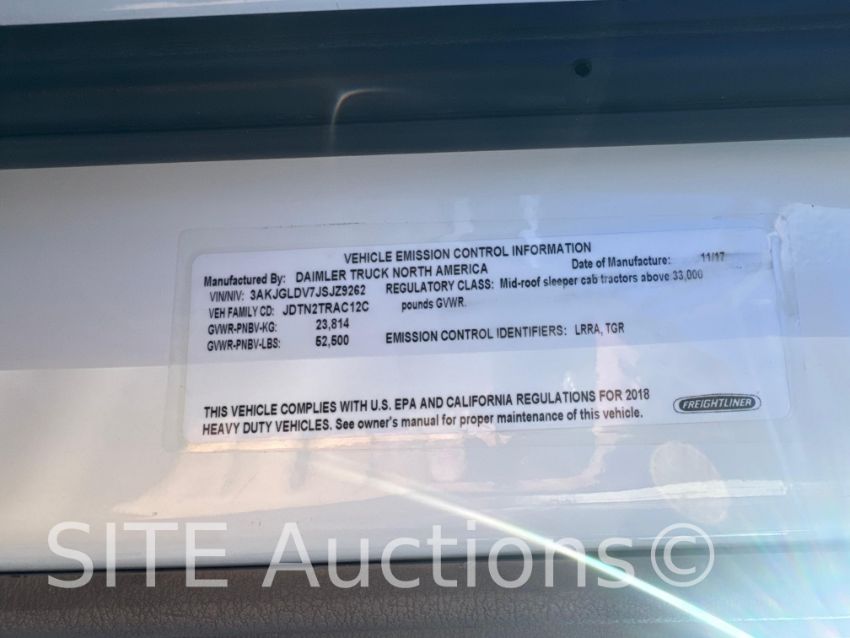 VEHICLE EMISSION CONTROL INFORMATION
Manufactured By: DAIMLER TRUCK NORTH AMERICA Date of Manufacture: 11/17
VIN/NIV: 3AKJGLDV7JSJZ9262 REGULATORY CLASS: Mid-roof sleeper cab tractors above 33,000
VEH FAMILY CD: JDTN2TRAC12C pounds GVWR.
GVWR-PNBV-KG: 23,814
GVWR-PNBV-LBS: 52,500 EMISSION CONTROL IDENTIFIERS: LRRA, TGR
THIS VEHICLE COMPLIES WITH U.S. EPA AND CALIFORNIA REGULATIONS FOR 2018
HEAVY DUTY VEHICLES. See owner's manual for proper maintenance of this vehicle.
FREIGHTLINER
SITE Auctions©